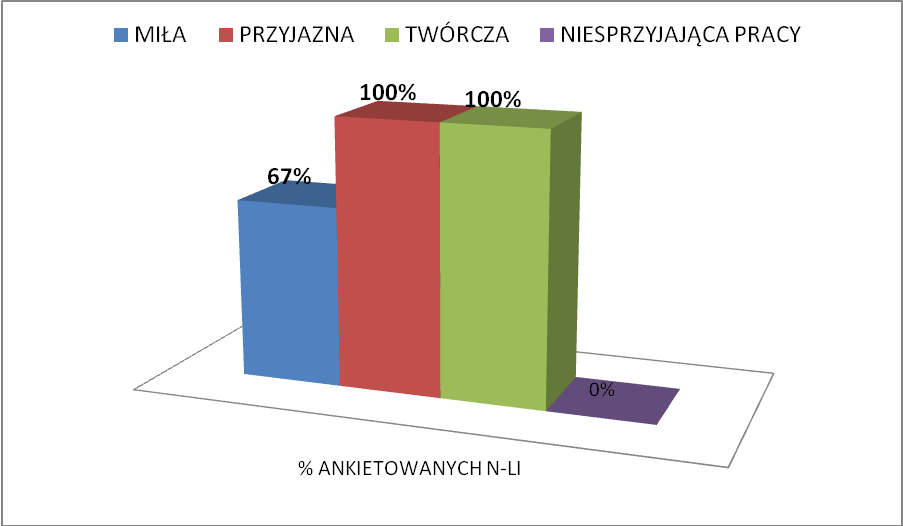 MIŁA PRZYJAZNA TWÓRCZA NIESPRZYJAJĄCA PRACY
100%
100%
67%
0%
% ANKIETOWANYCH N-LI